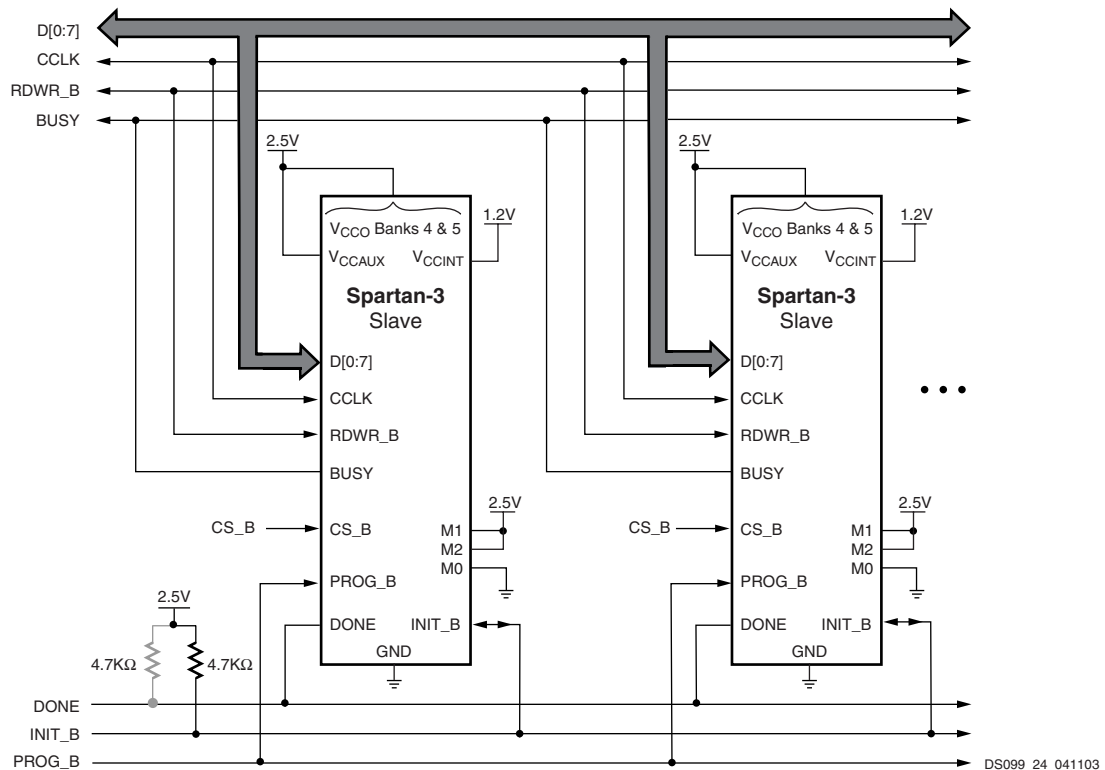 D[0:7]
CCLK
RDWR_B
BUSY
2.5V
VCCO Banks 4 & 5
1.2V
VCCAUX VCCINT
Spartan-3
Slave
D[0:7]
CCLK
RDWR_B
BUSY
2.5V
CS_B
CS_B
M1
M2
M0
PROG_B
DONE
INIT_B
GND
2.5V
VCCO Banks 4 & 5
1.2V
VCCAUX VCCINT
Spartan-3
Slave
D[0:7]
CCLK
RDWR_B
BUSY
2.5V
CS_B
CS_B
M1
M2
M0
PROG_B
DONE
INIT_B
GND
• • •
2.5V
4.7KΩ
4.7KΩ
DONE
INIT_B
PROG_B
DS099_24_041103